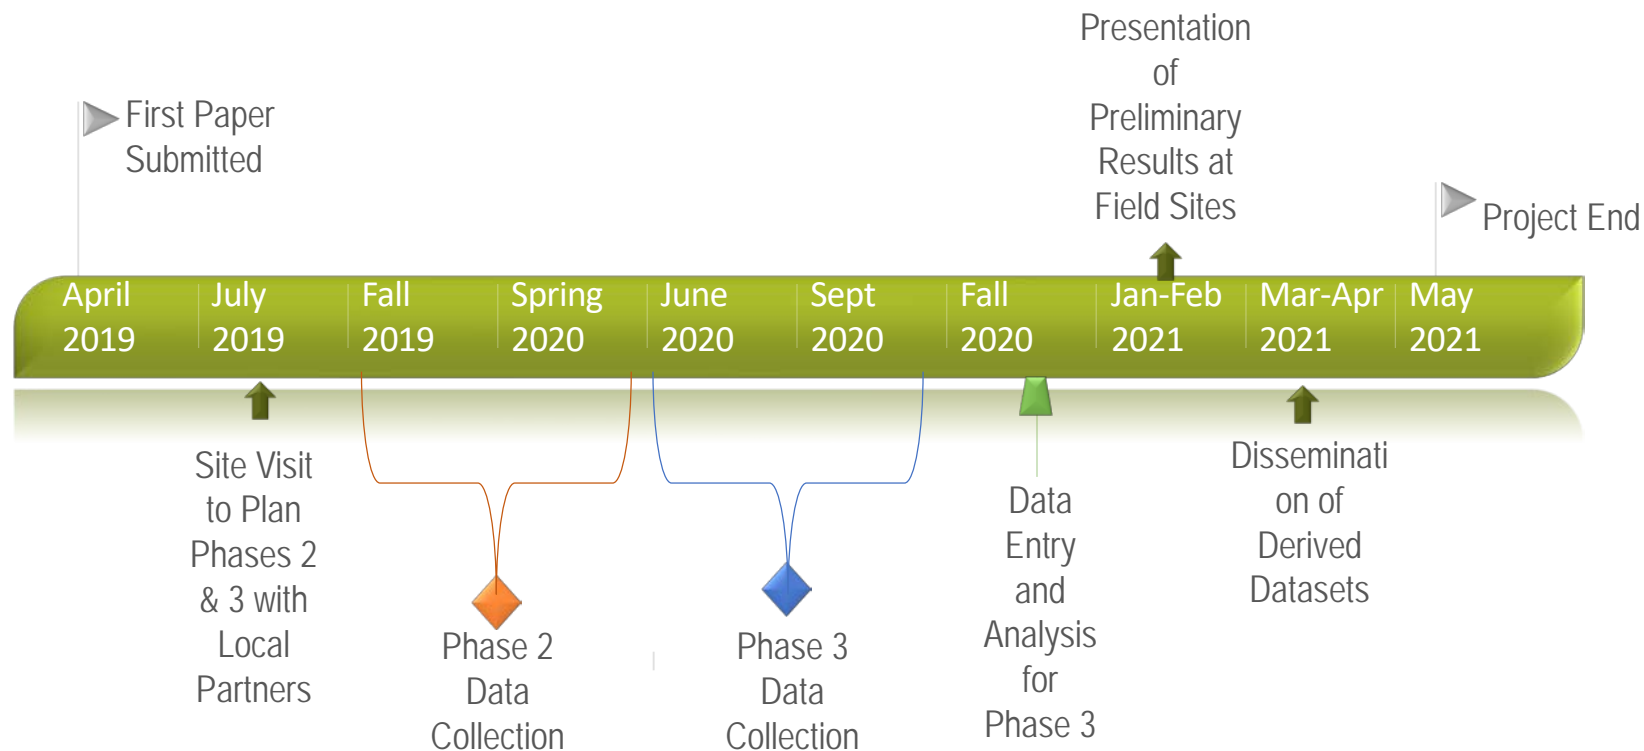 Presentation
of
Preliminary
Results at
Field Sites
First Paper
Submitted
Project End
April
2019
July
2019
Fall
2019
Spring
2020
June
2020
Sept
2020
Fall
2020
Jan-Feb
2021
Mar-Apr
2021
May
2021
Site Visit
to Plan
Phases 2
& 3 with
Local
Partners
Phase 2
Data
Collection
Phase 3
Data
Collection
Data
Entry
and
Analysis
for
Phase 3
Disseminati
on of
Derived
Datasets